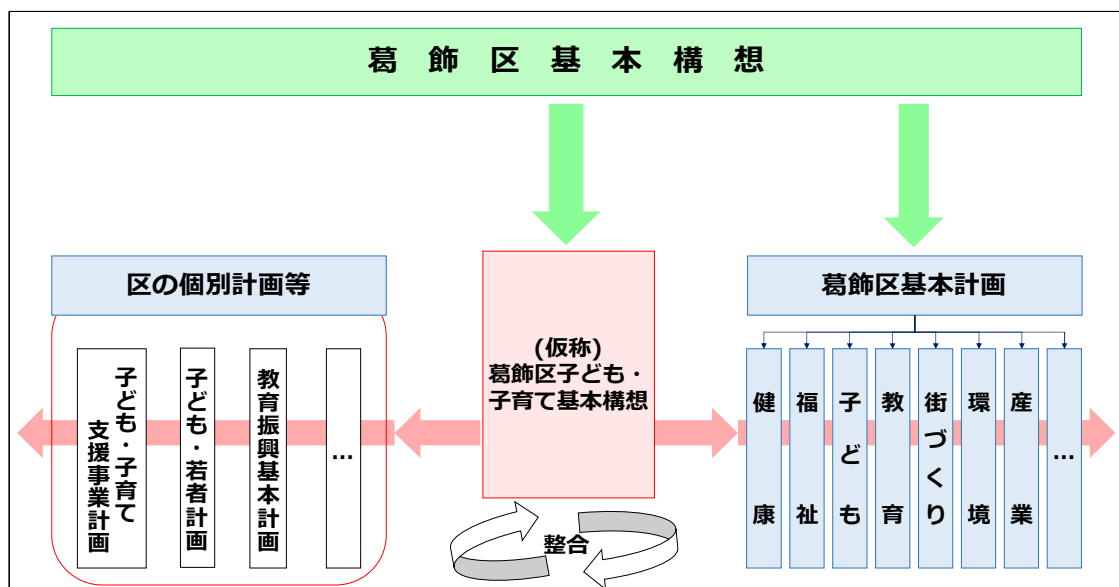 葛飾区基本構想
区の個別計画等
子ども・子育て
支援事業計画
子ども・若者計画
教育振興基本計画
…
(仮称)
葛飾区子ども・
子育て基本構想
整合
葛飾区基本計画
健康
福祉
子ども
教育
街づくり
環境
産業
…